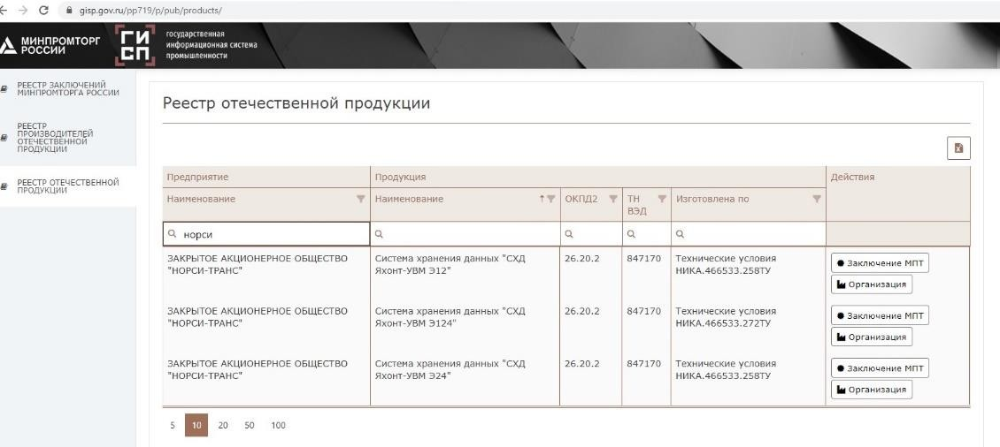 gisp.gov.ru/pp719/p/pub/products/
МИНПРОМТОРГ
РОССИИ
ГИ
СП
государственная
информационная система
промышленности
РЕЕСТР ЗАКЛЮЧЕНИЙ
МИНПРОМТОРГА РОССИИ
РЕЕСТР
ПРОИЗВОДИТЕЛЕЙ
ОТЕЧЕСТВЕННОЙ
ПРОДУКЦИИ
РЕЕСТР ОТЕЧЕСТВЕННОЙ
ПРОДУКЦИИ
Реестр отечественной продукции
Предприятие Продукция Действия
Наименование Наименование ОКПД2 ТН Изготовлена по
ВЭД
норси
ЗАКРЫТОЕ АКЦИОНЕРНОЕ ОБЩЕСТВО Система хранения данных "СХД 26.20.2 847170 Технические условия Заключение МПТ
"НОРСИ-ТРАНС" Яхонт-УВМ Э12" НИКА.466533.258ТУ
Организация
ЗАКРЫТОЕ АКЦИОНЕРНОЕ ОБЩЕСТВО Система хранения данных "СХД 26.20.2 847170 Технические условия Заключение МПТ
"НОРСИ-ТРАНС" Яхонт-УВМ Э124" НИКА.466533.272ТУ
Организация
ЗАКРЫТОЕ АКЦИОНЕРНОЕ ОБЩЕСТВО Система хранения данных "СХД 26.20.2 847170 Технические условия Заключение МПТ
"НОРСИ-ТРАНС" Яхонт-УВМ Э24" НИКА.466533.258ТУ
Организация
5 10 20 50 100